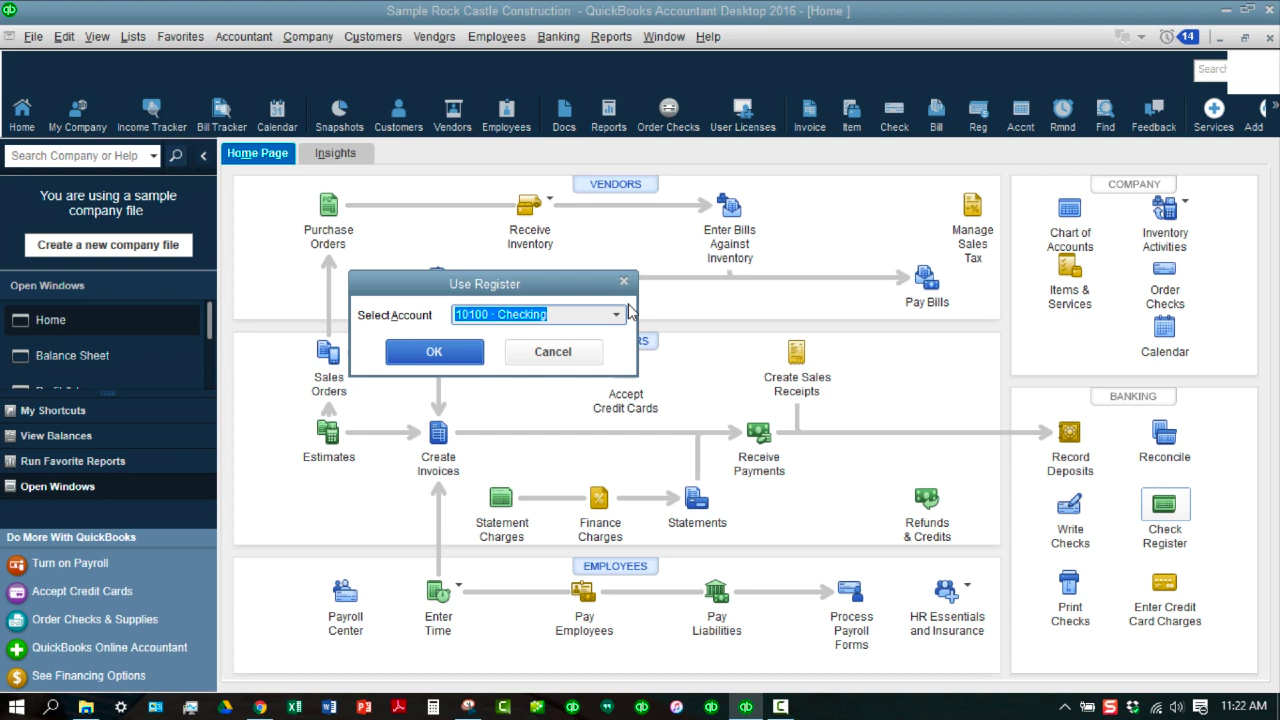 Sample Rock Castle Construction - QuickBooks Accountant Desktop 2016 - [Home ]
File Edit View Lists Favorites Accountant Company Customers Vendors Employees Banking Reports Window Help
14
Search
Home My Company Income Tracker Bill Tracker Calendar Snapshots Customers Vendors Employees Docs Reports Order Checks User Licenses Invoice Item Check Bill Reg Accnt Rmnd Find Feedback Services Add
Search Company or Help
Home Page Insights
You are using a sample
company file
Create a new company file
Open Windows
Home
Balance Sheet
My Shortcuts
View Balances
Run Favorite Reports
Open Windows
Do More With QuickBooks
Turn on Payroll
Accept Credit Cards
Order Checks & Supplies
QuickBooks Online Accountant
See Financing Options
VENDORS
Purchase
Orders
Receive
Inventory
Enter Bills
Against
Inventory
Manage
Sales
Tax
Pay Bills
Use Register
Select Account 10100 · Checking
OK Cancel
RS
Sales
Orders
Accept
Credit Cards
Create Sales
Receipts
Estimates
Create
Invoices
Receive
Payments
Statement
Charges
Finance
Charges
Statements
Refunds
& Credits
EMPLOYEES
Payroll
Center
Enter
Time
Pay
Employees
Pay
Liabilities
Process
Payroll
Forms
HR Essentials
and Insurance
COMPANY
Chart of
Accounts
Inventory
Activities
Items &
Services
Order
Checks
Calendar
BANKING
Record
Deposits
Reconcile
Write
Checks
Check
Register
Print
Checks
Enter Credit
Card Charges
11:22 AM